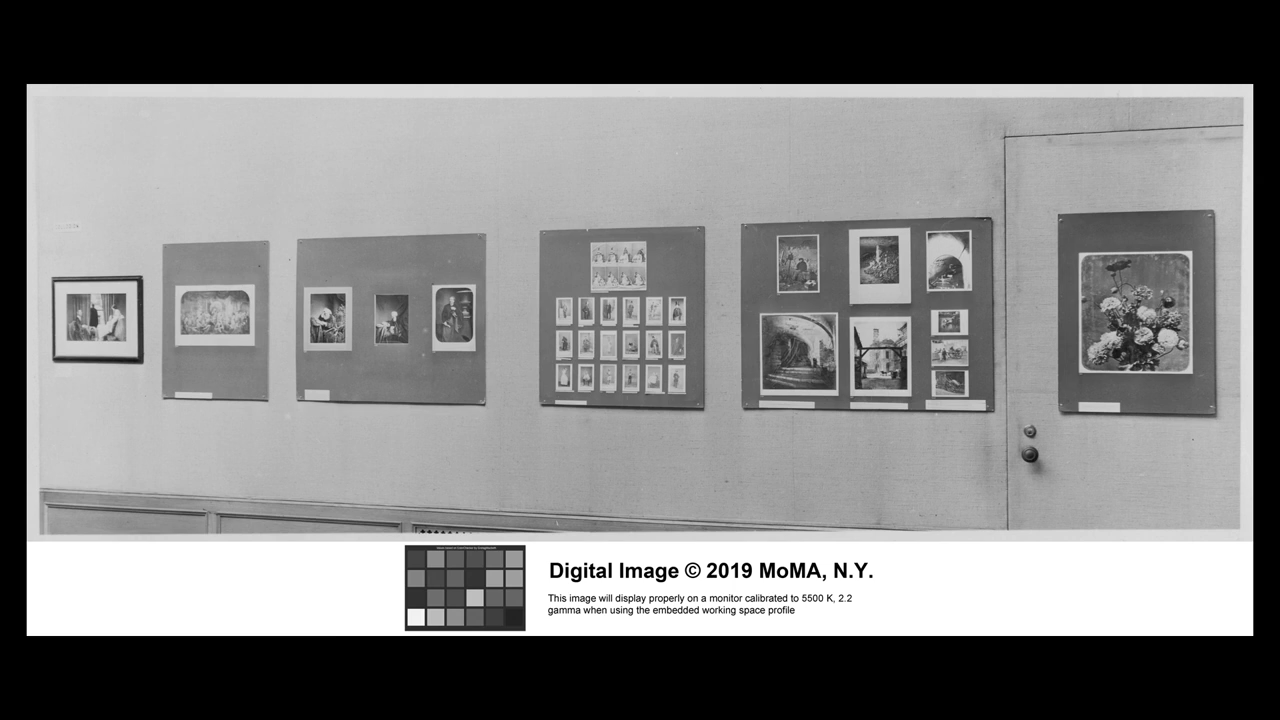 Digital Image © 2019 MoMA, N.Y.
This image will display properly on a monitor calibrated to 5500 K, 2.2
gamma when using the embedded working space profile